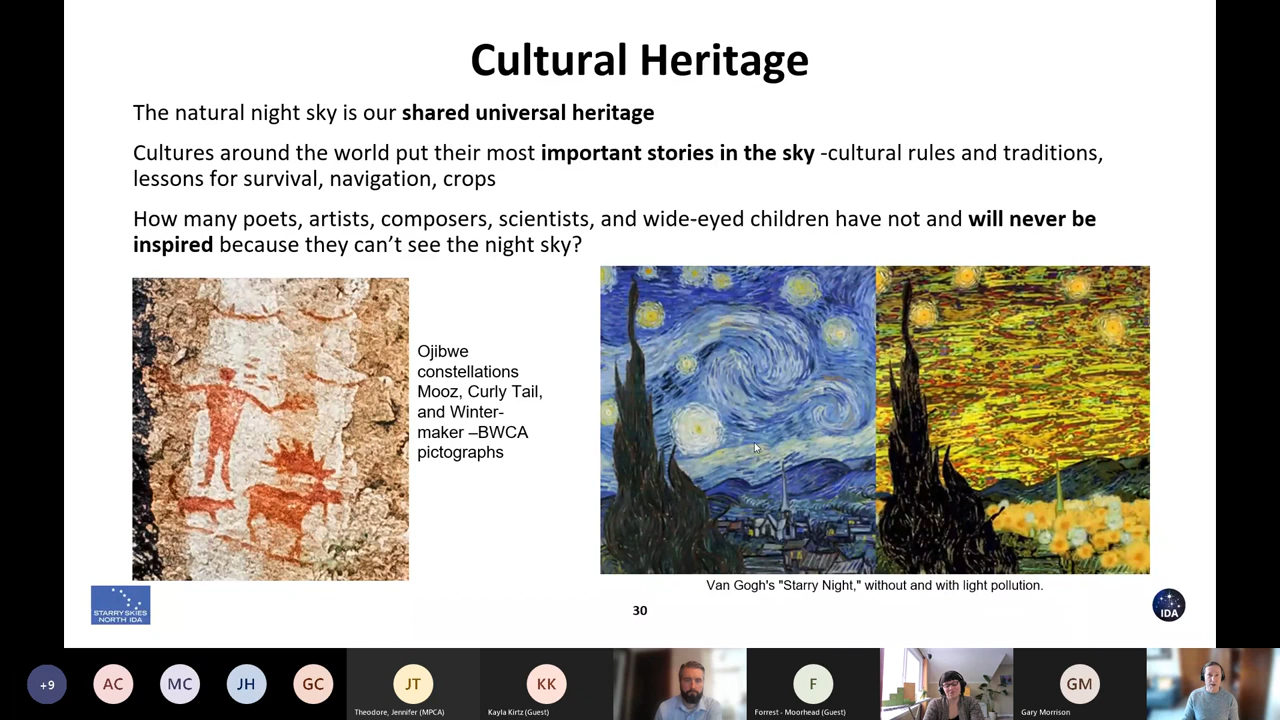 Cultural Heritage
The natural night sky is our shared universal heritage
Cultures around the world put their most important stories in the sky -cultural rules and traditions,
lessons for survival, navigation, crops
How many poets, artists, composers, scientists, and wide-eyed children have not and will never be
inspired because they can’t see the night sky?
Ojibwe
constellations
Mooz, Curly Tail,
and Winter-
maker –BWCA
pictographs
Van Gogh's "Starry Night," without and with light pollution.
STARRY SKIES
NORTH IDA
30
IDA
+9
AC
MC
JH
GC
JT
Theodore, Jennifer (MPCA)
KK
Kayla Kirtz (Guest)
F
Forrest - Moorhead (Guest)
GM
Gary Morrison